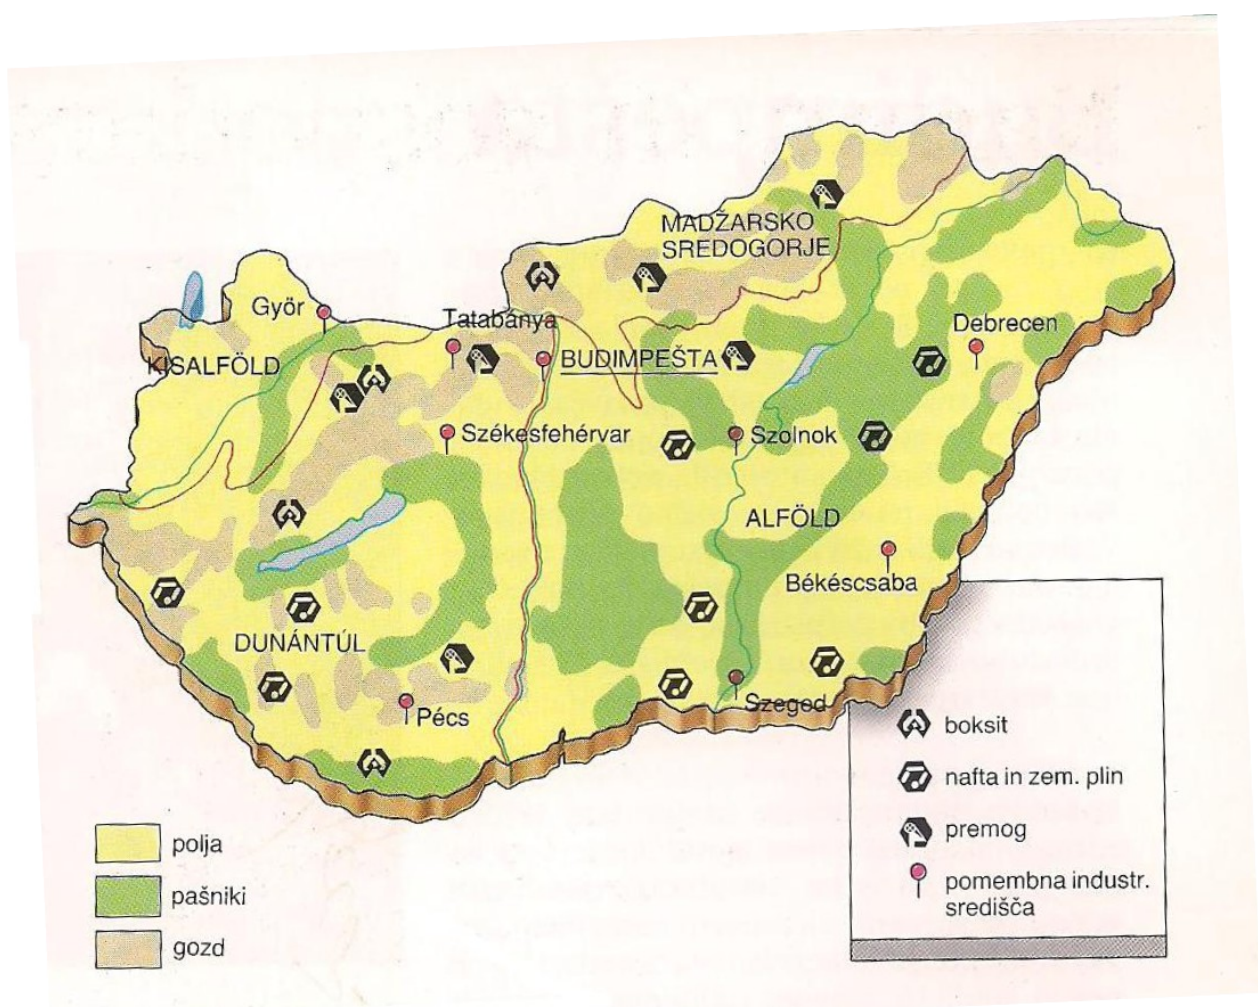 MADŽARSKO
SREDOGORJE
Györ
Tatabánya
Debrecen
KISALFÖLD
BUDIMPEŠTA
Székesfehérvar
Szolnok
ALFÖLD
Békéscsaba
DUNÁNTÚL
Pécs
Szeged
boksit
nafta in zem. plin
premog
pomembna industr.
središča
polja
pašniki
gozd